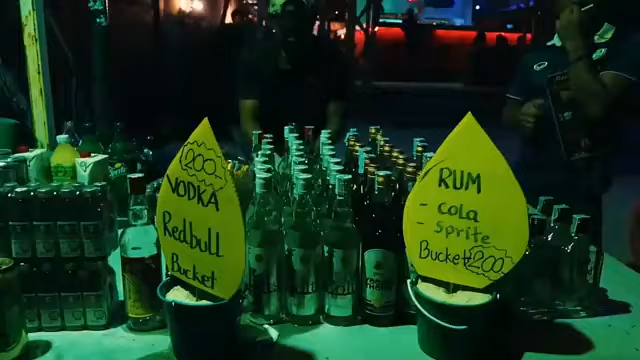 200.-
VODKA
Redbull
Bucket
RUM
- cola
- sprite
Bucket 200.-